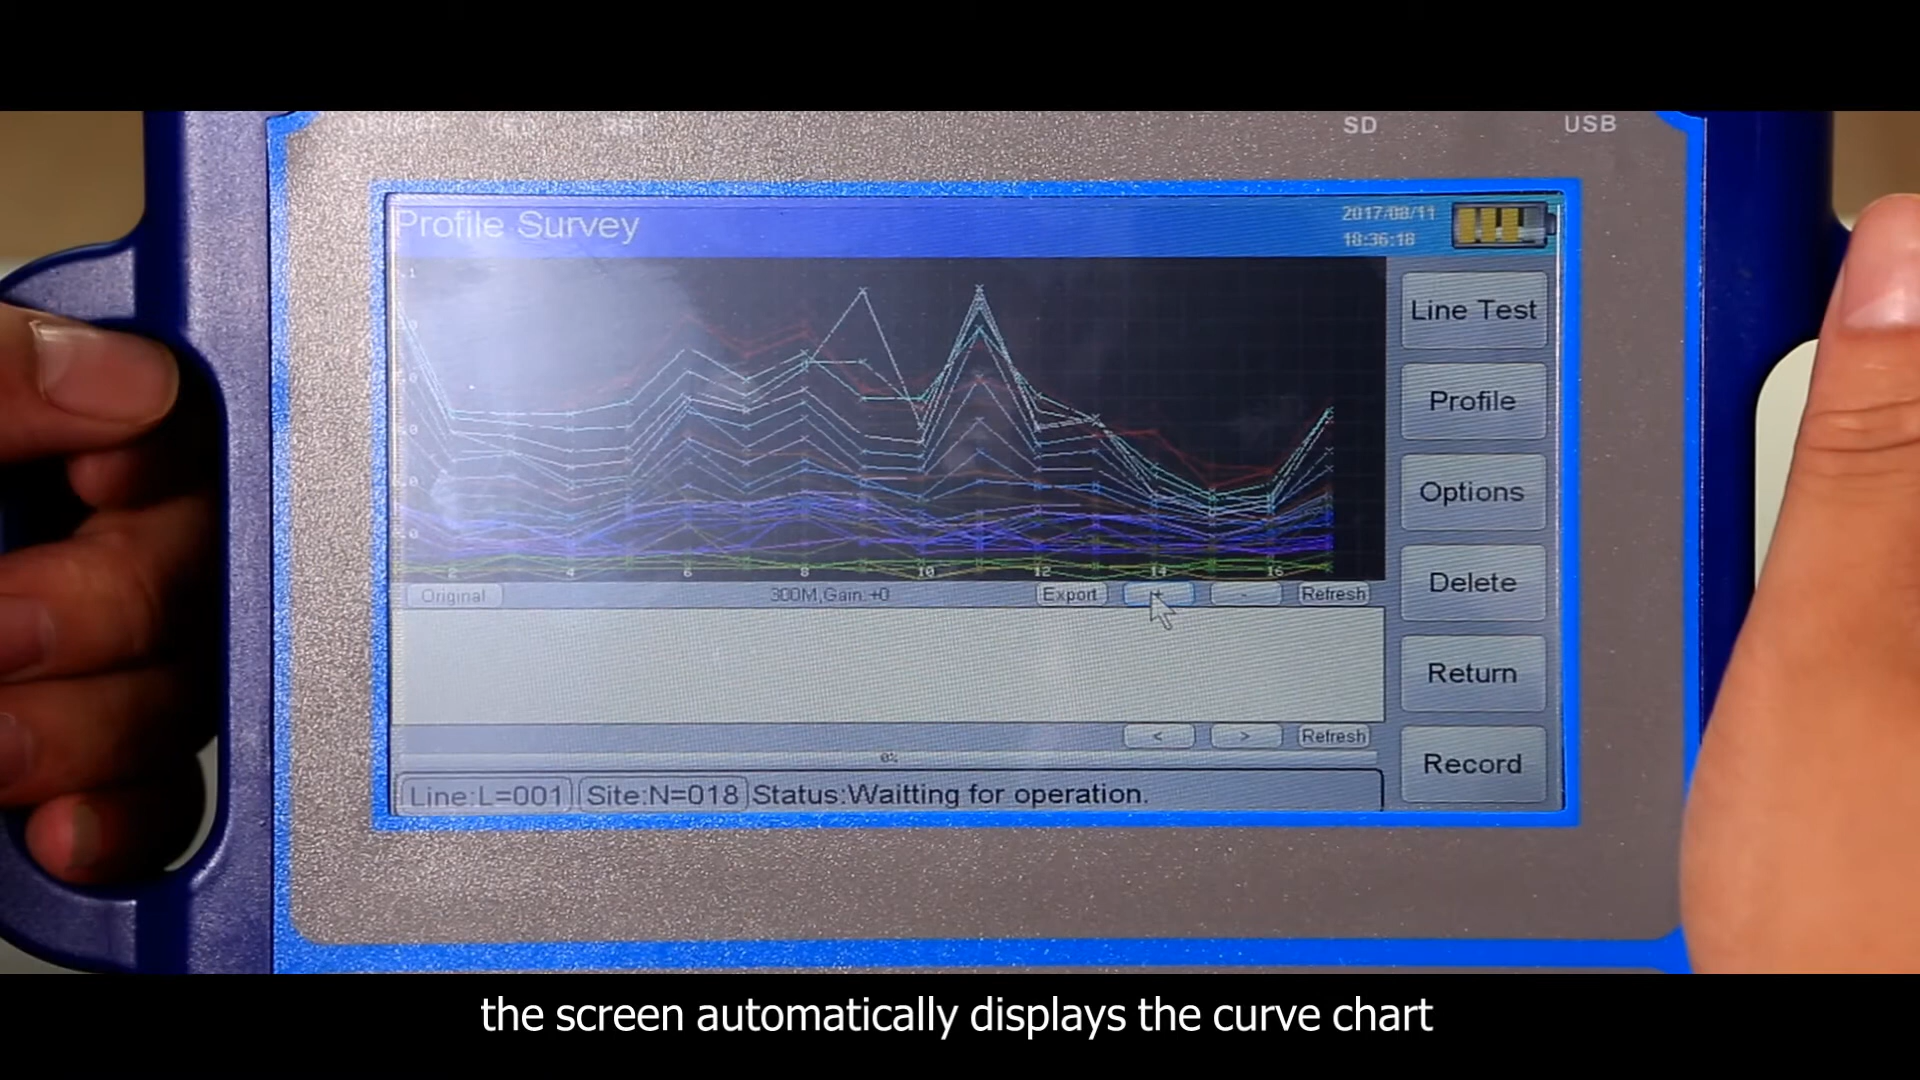 SD USB
Profile Survey
2017/08/11
18:36:18
Line Test
Profile
Options
Delete
Return
Record
2 4 6 8 10 12 14 16
Original 300M,Gain:+0 Export + - Refresh
< > Refresh
0%
Line:L=001 Site:N=018 Status:Waitting for operation.
the screen automatically displays the curve chart